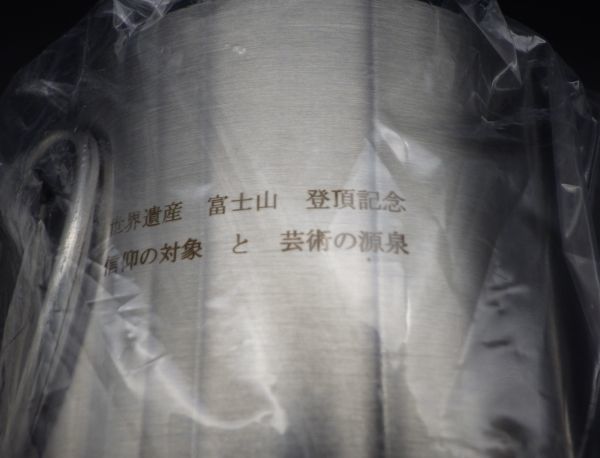 世界遺産 富士山 登頂記念
信仰の対象 と 芸術の源泉